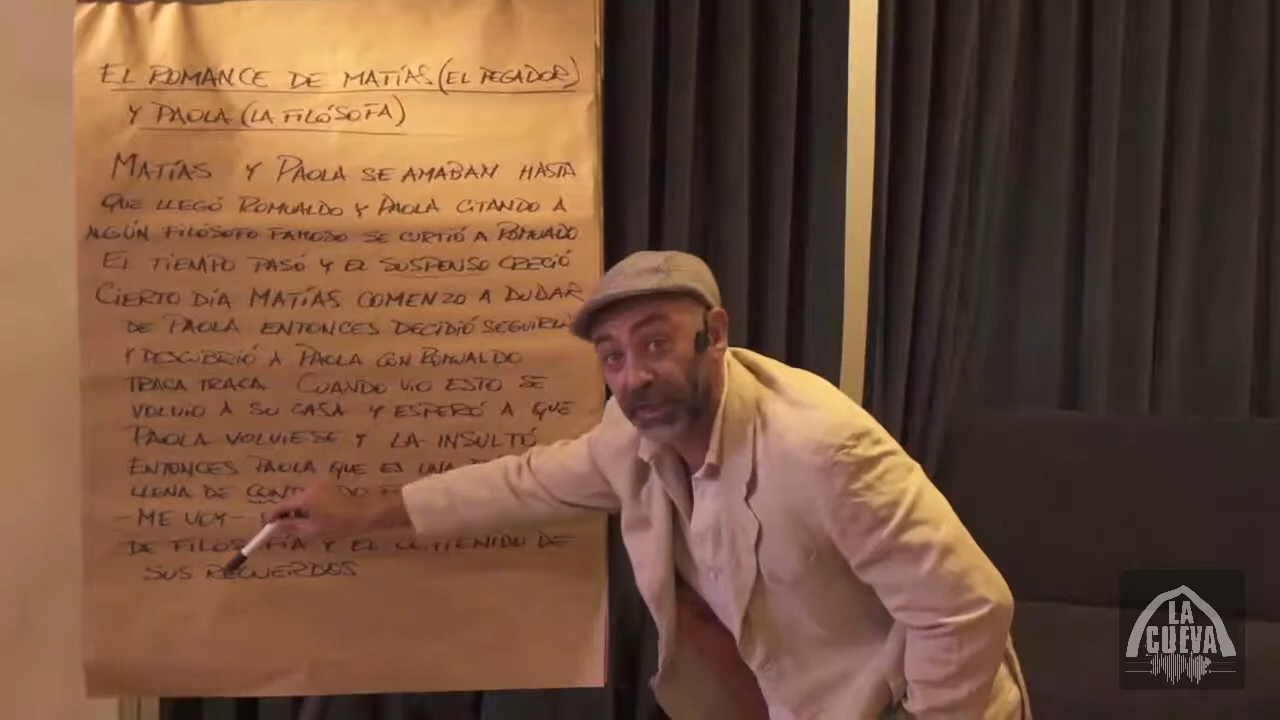 EL ROMANCE DE MATÍAS (EL PEGADOR)
Y PAOLA (LA FILÓSOFA)
MATÍAS Y PAOLA SE AMABAN HASTA
QUE LLEGÓ ROMUALDO Y PAOLA CITANDO A
ALGÚN FILÓSOFO FAMOSO SE CURTIÓ A ROMUALDO
EL TIEMPO PASÓ Y EL SUSPENSO CRECIÓ
CIERTO DÍA MATÍAS COMENZO A DUDAR
DE PAOLA ENTONCES DECIDIÓ SEGUIRLA
Y DESCUBRIÓ A PAOLA CON ROMUALDO
TRACA TRACA CUANDO VIO ESTO SE
VOLVIO A SU CASA Y ESPERÓ A QUE
PAOLA VOLVIESE Y LA INSULTÓ
ENTONCES PAOLA QUE ES UNA
LLENA DE
-ME VOY-
DE FILOSOFÍA Y EL CONTENIDO DE
SUS RECUERDOS
LA
CUEVA